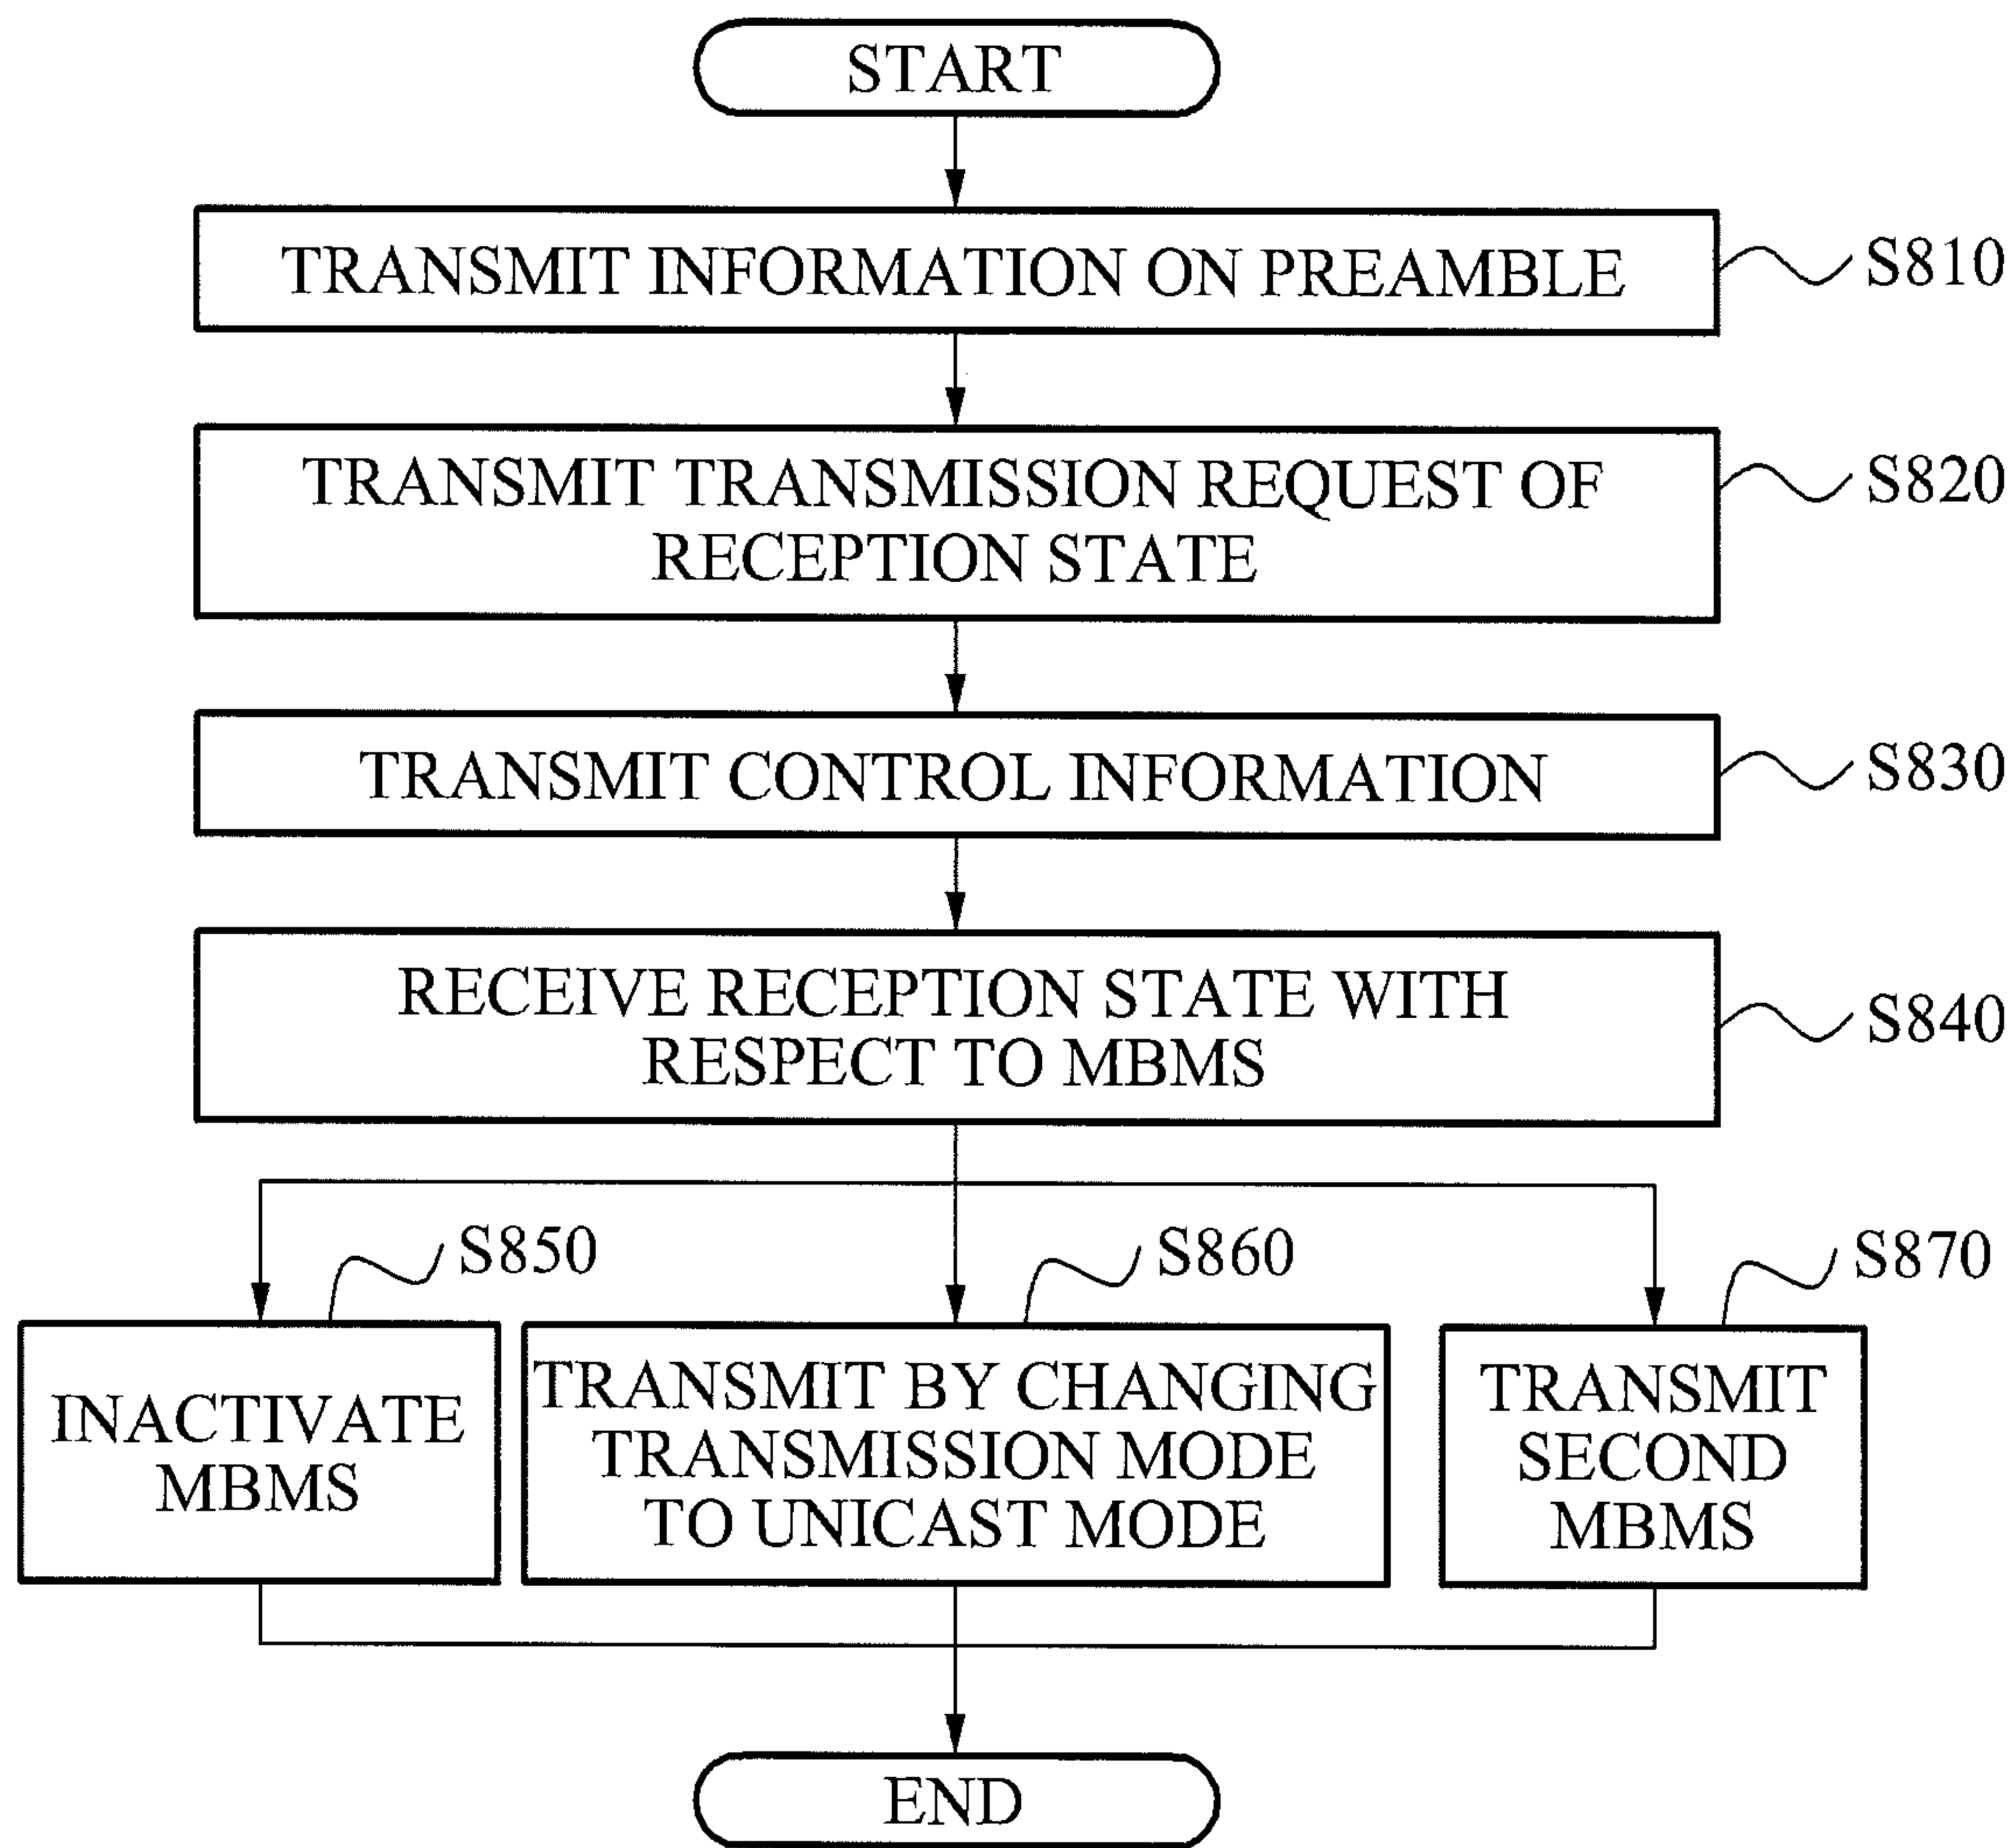 START
TRANSMIT INFORMATION ON PREAMBLE
S810
TRANSMIT TRANSMISSION REQUEST OF
RECEPTION STATE
S820
TRANSMIT CONTROL INFORMATION
S830
RECEIVE RECEPTION STATE WITH
RESPECT TO MBMS
S840
S850
INACTIVATE
MBMS
S860
TRANSMIT BY CHANGING
TRANSMISSION MODE
TO UNICAST MODE
S870
TRANSMIT
SECOND
MBMS
END